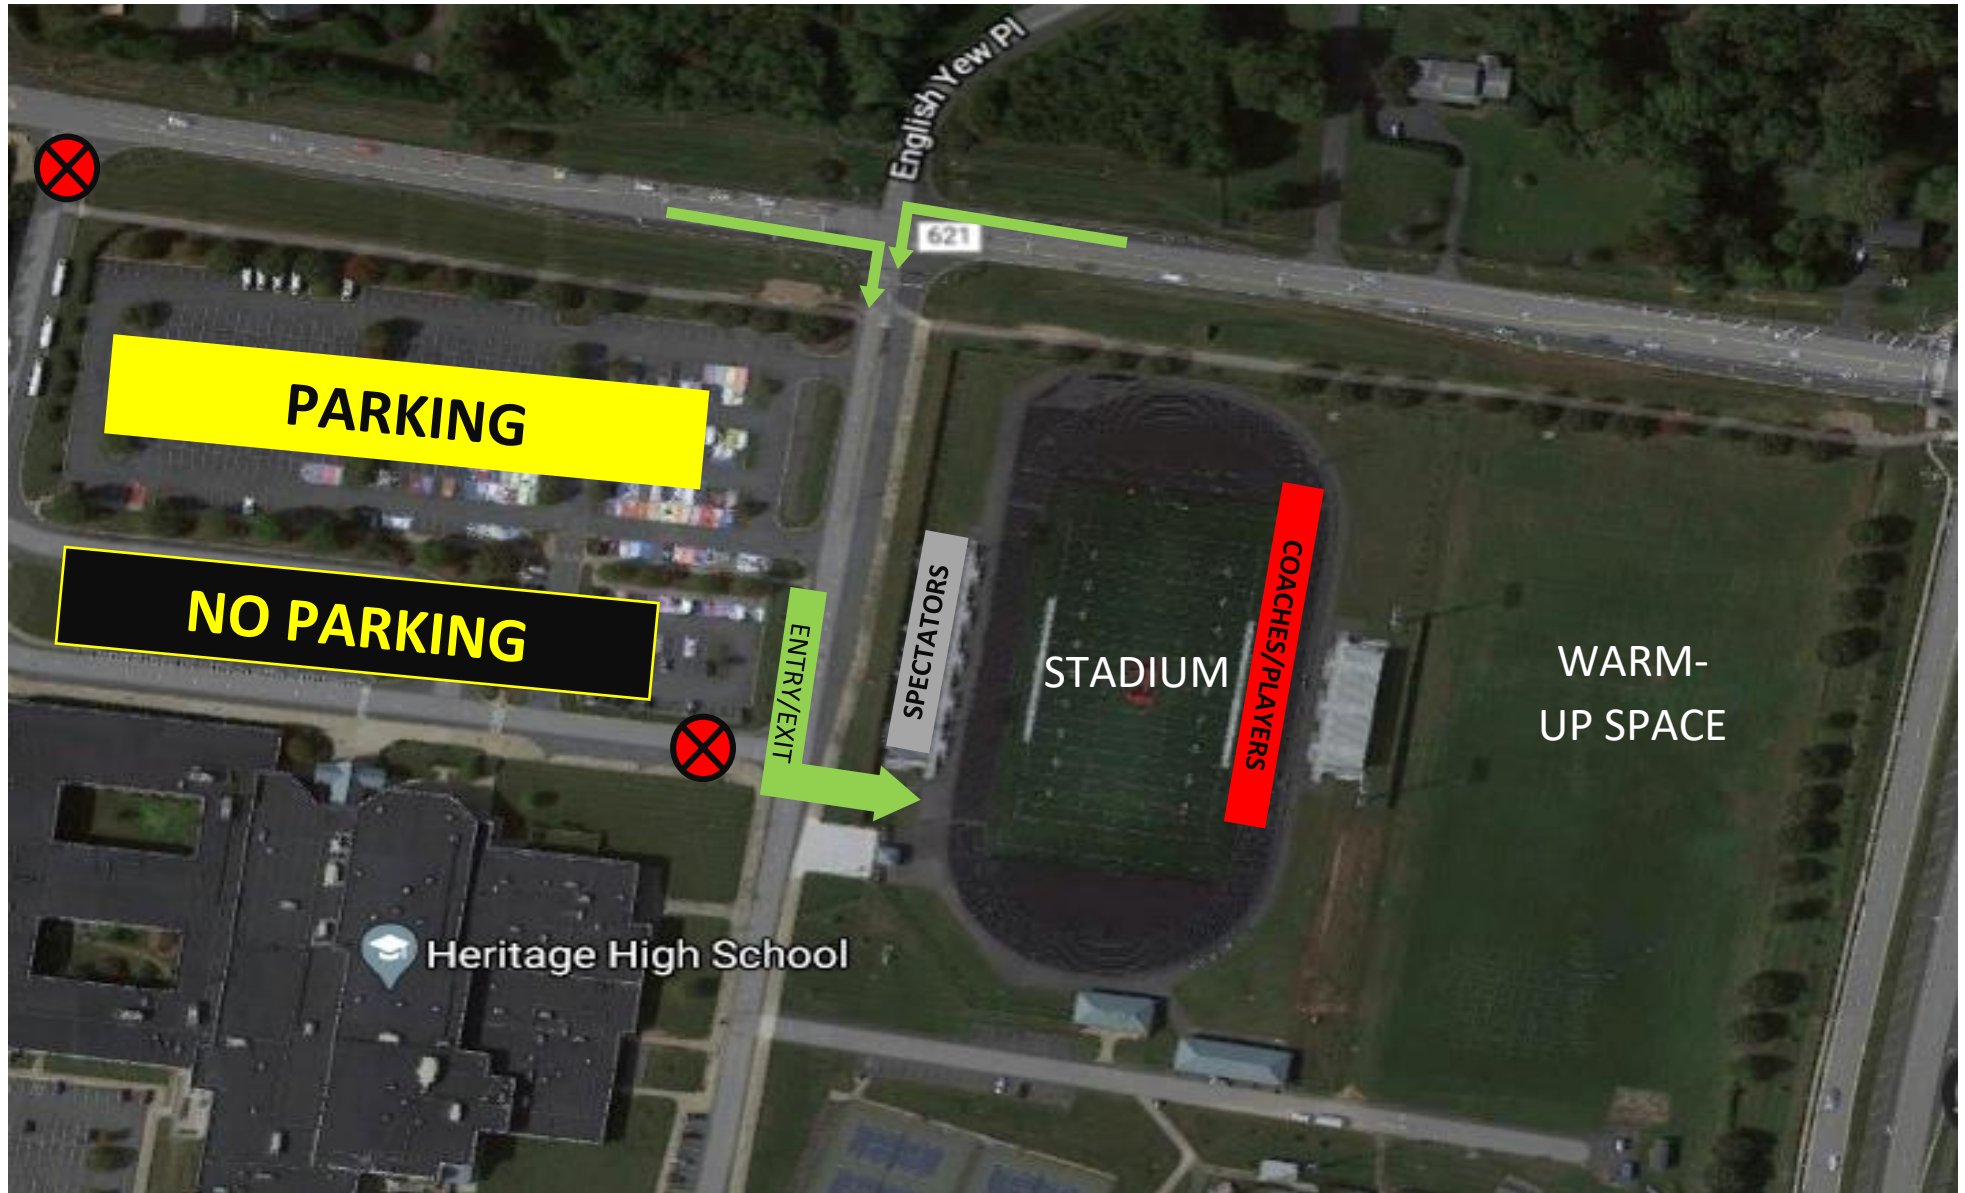 English Yew Pl
621
PARKING
NO PARKING
ENTRY/EXIT
SPECTATORS
STADIUM
COACHES/PLAYERS
WARM-
UP SPACE
Heritage High School